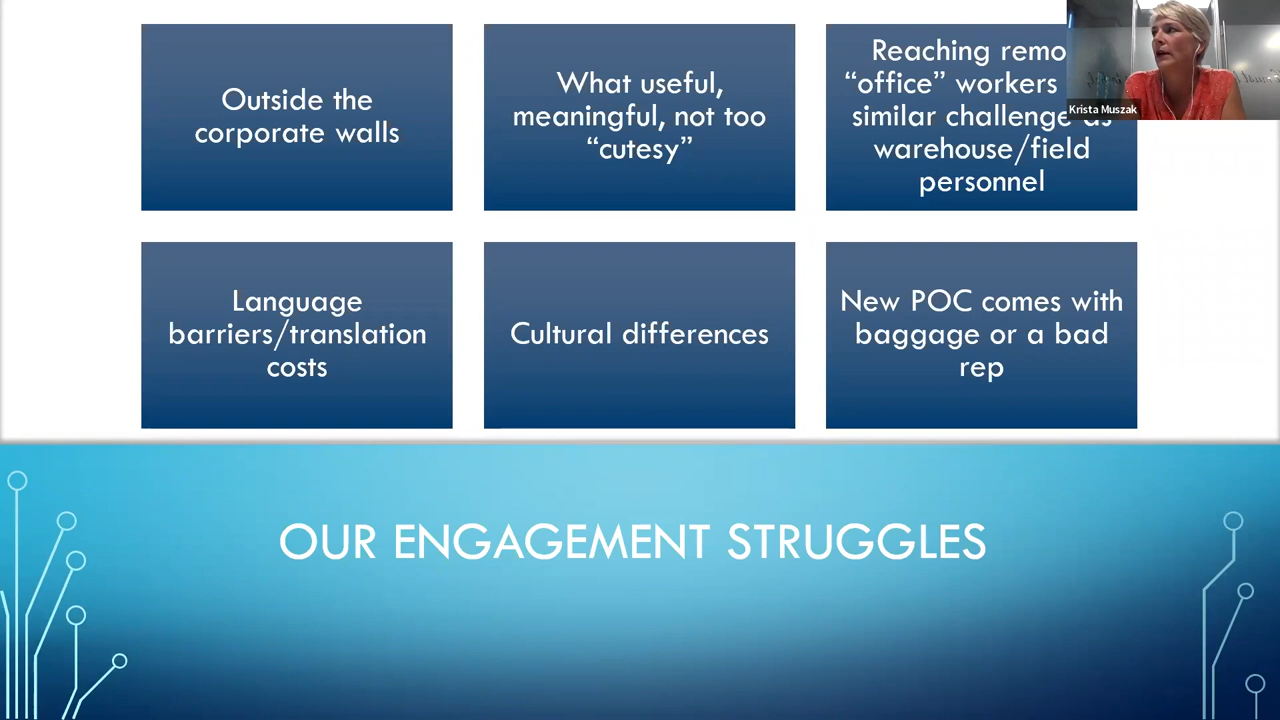 Outside the
corporate walls
What useful,
meaningful, not too
“cutesy”
Reaching
“office” workers
similar challenge as
warehouse/field
personnel
Krista Muszak
Language
barriers/translation
costs
Cultural differences
New POC comes with
baggage or a bad
rep
OUR ENGAGEMENT STRUGGLES